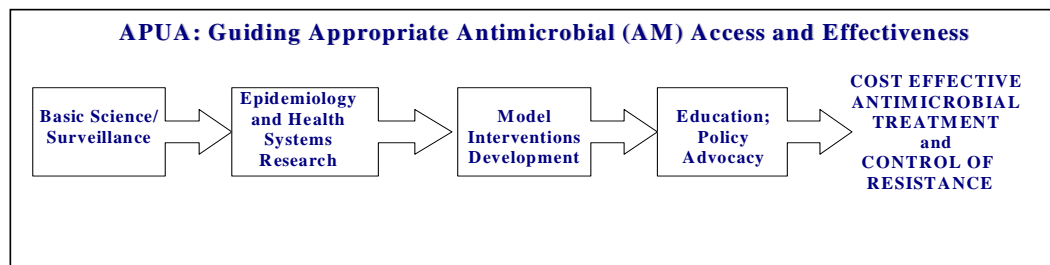 APUA: Guiding Appropriate Antimicrobial (AM) Access and Effectiveness
Basic Science/
Surveillance
Epidemiology
and Health
Systems
Research
Model
Interventions
Development
Education;
Policy
Advocacy
COST EFFECTIVE
ANTIMICROBIAL
TREATMENT
and
CONTROL OF
RESISTANCE